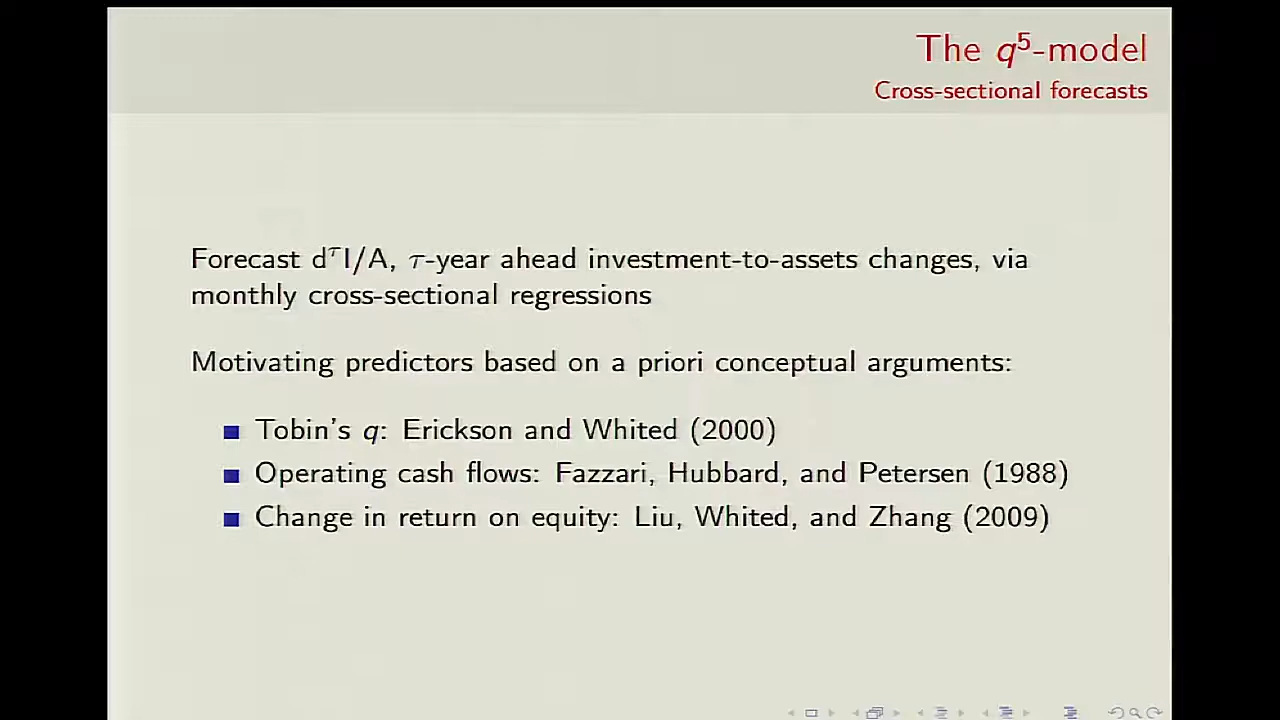 The q⁵-model
Cross-sectional forecasts
Forecast dᵀI/A, τ-year ahead investment-to-assets changes, via
monthly cross-sectional regressions
Motivating predictors based on a priori conceptual arguments:
Tobin's q: Erickson and Whited (2000)
Operating cash flows: Fazzari, Hubbard, and Petersen (1988)
Change in return on equity: Liu, Whited, and Zhang (2009)